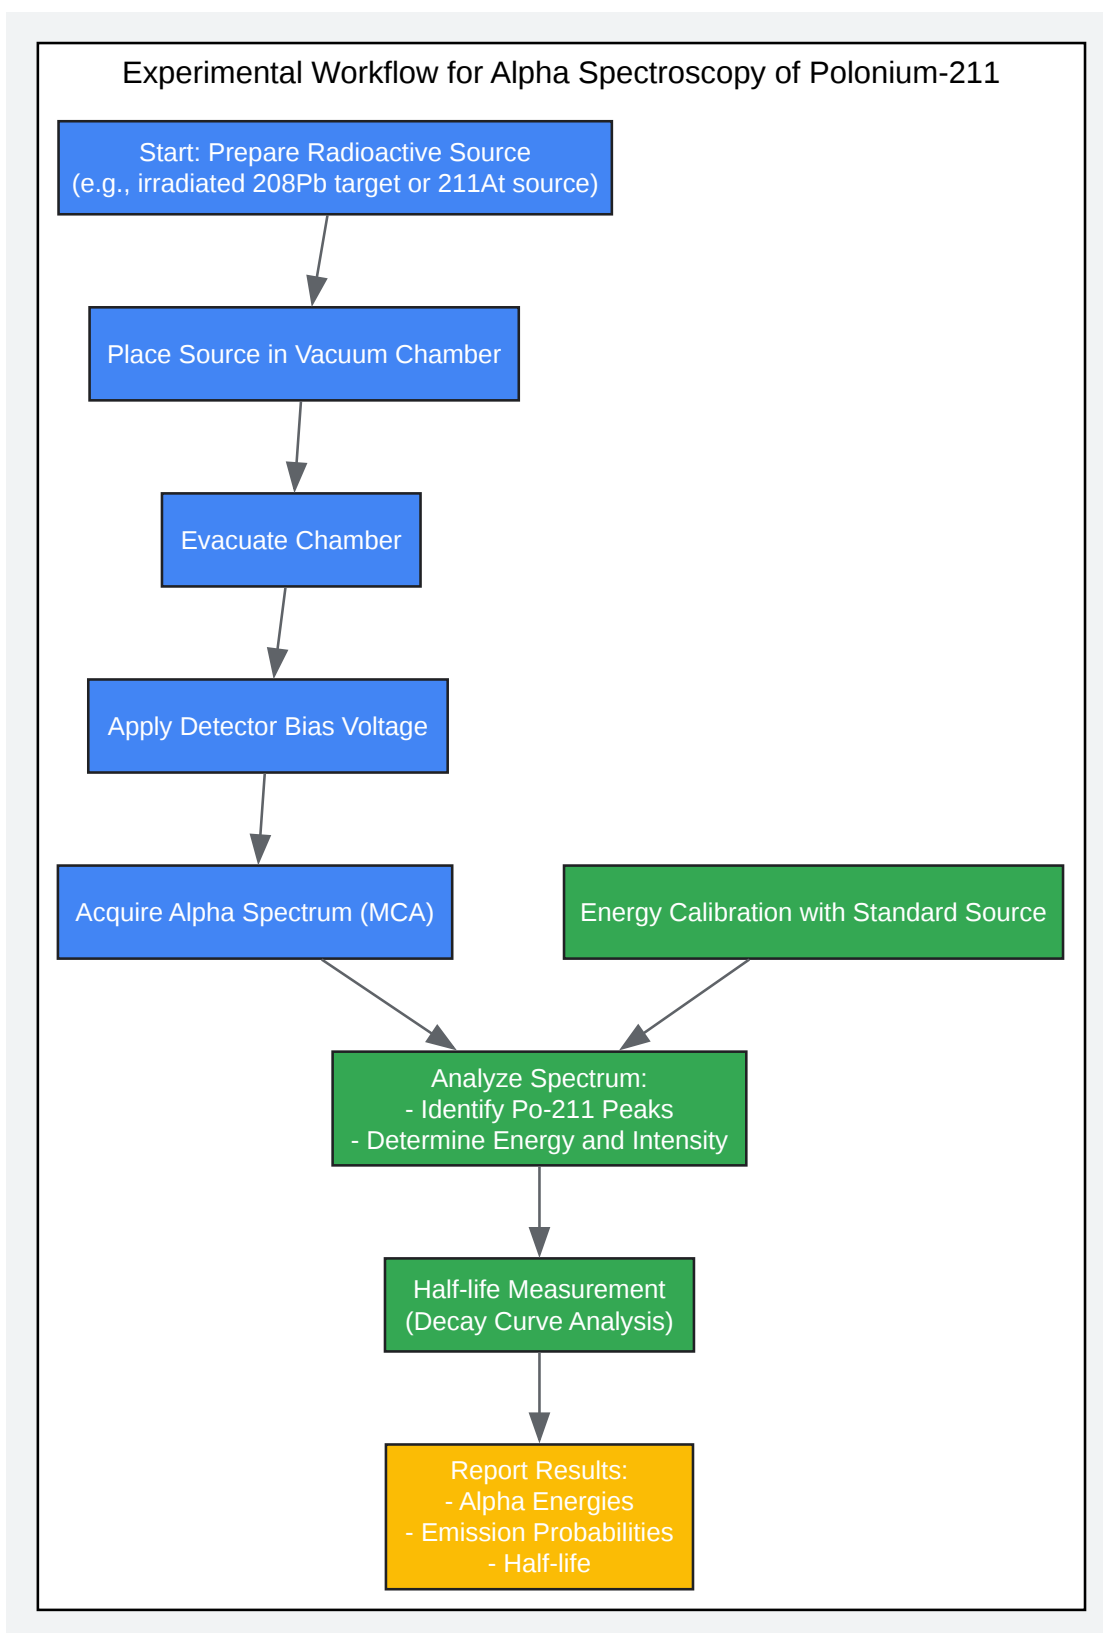 Experimental Workflow for Alpha Spectroscopy of Polonium-211
Start: Prepare Radioactive Source
(e.g., irradiated 208Pb target or 211At source)
Place Source in Vacuum Chamber
Evacuate Chamber
Apply Detector Bias Voltage
Acquire Alpha Spectrum (MCA)
Energy Calibration with Standard Source
Analyze Spectrum:
- Identify Po-211 Peaks
- Determine Energy and Intensity
Half-life Measurement
(Decay Curve Analysis)
Report Results:
- Alpha Energies
- Emission Probabilities
- Half-life